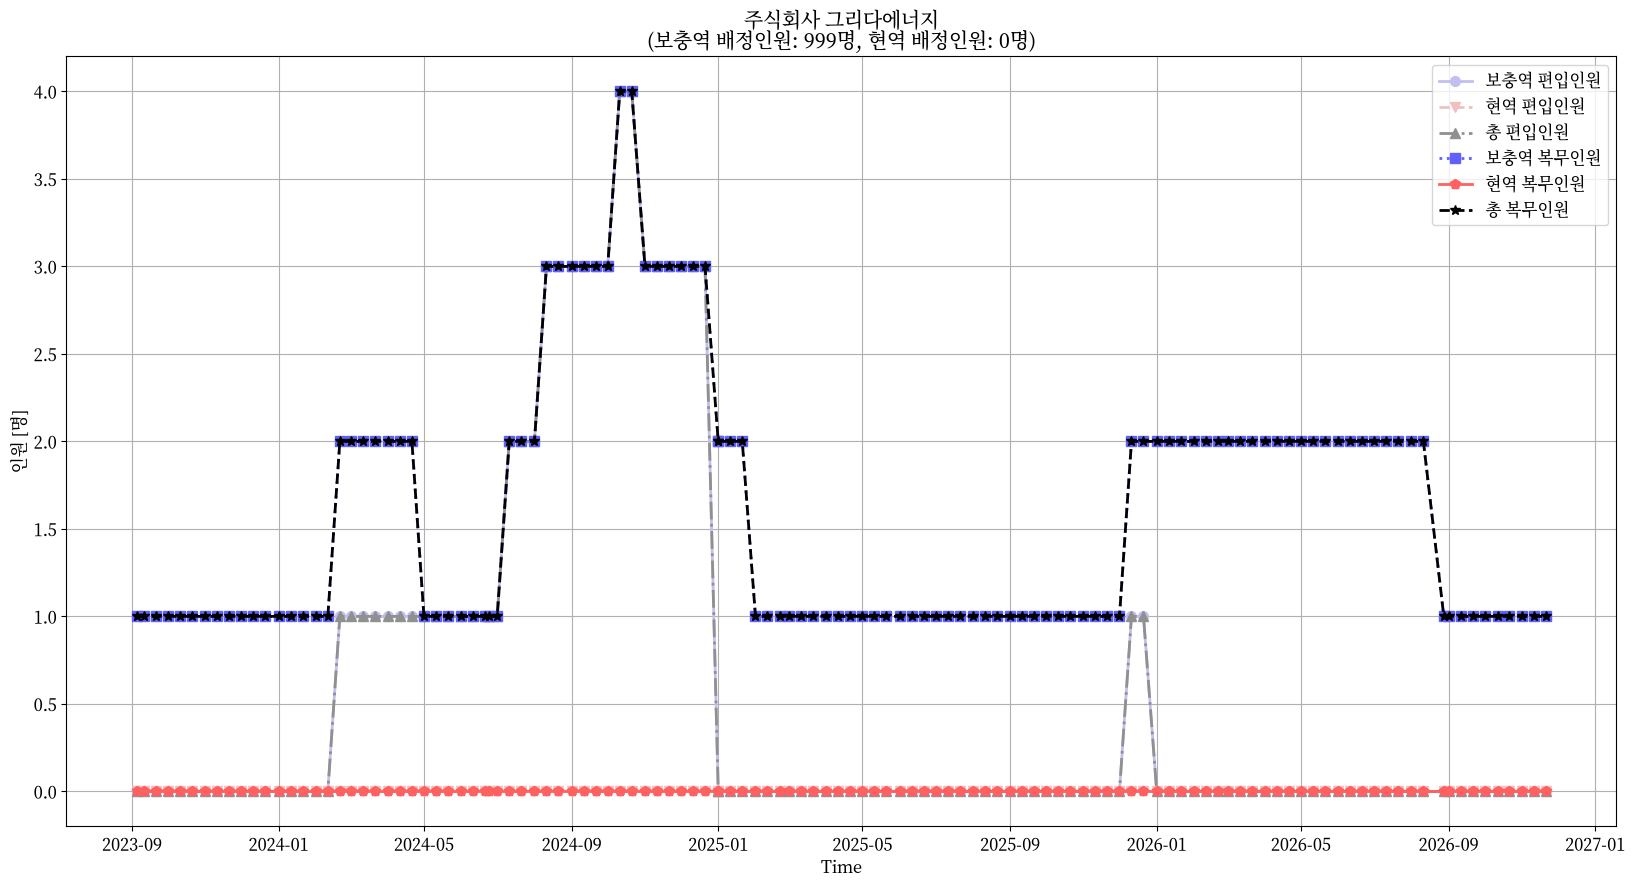 주식회사 그리다에너지
(보충역 배정인원: 999명, 현역 배정인원: 0명)
보충역 편입인원
현역 편입인원
총 편입인원
보충역 복무인원
현역 복무인원
총 복무인원
인원 [명]
4.0
3.5
3.0
2.5
2.0
1.5
1.0
0.5
0.0
2023-09 2024-01 2024-05 2024-09 2025-01 2025-05 2025-09 2026-01 2026-05 2026-09 2027-01
Time